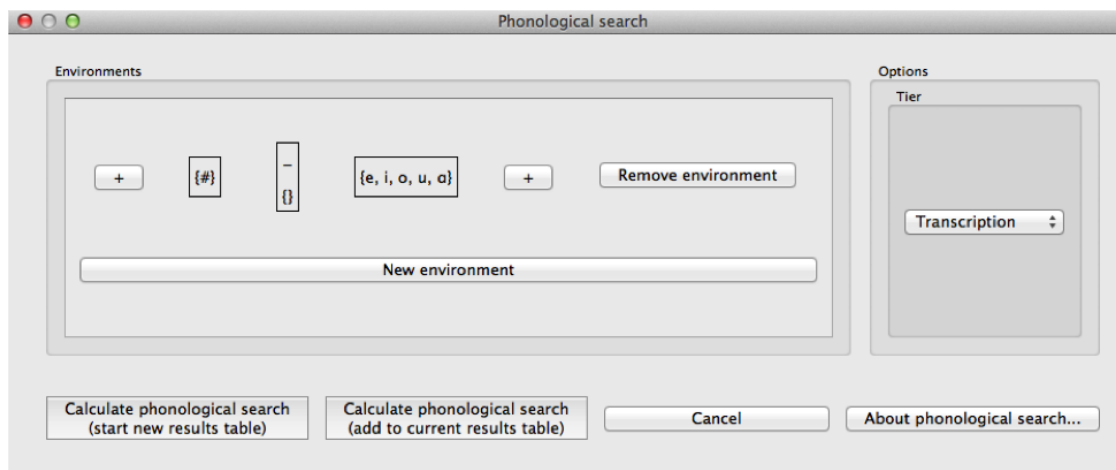 Phonological search
Environments
Options
Tier
+ {#} _ {e, i, o, u, ɑ} + Remove environment
{}
Transcription
New environment
Calculate phonological search
(start new results table)
Calculate phonological search
(add to current results table)
Cancel
About phonological search...